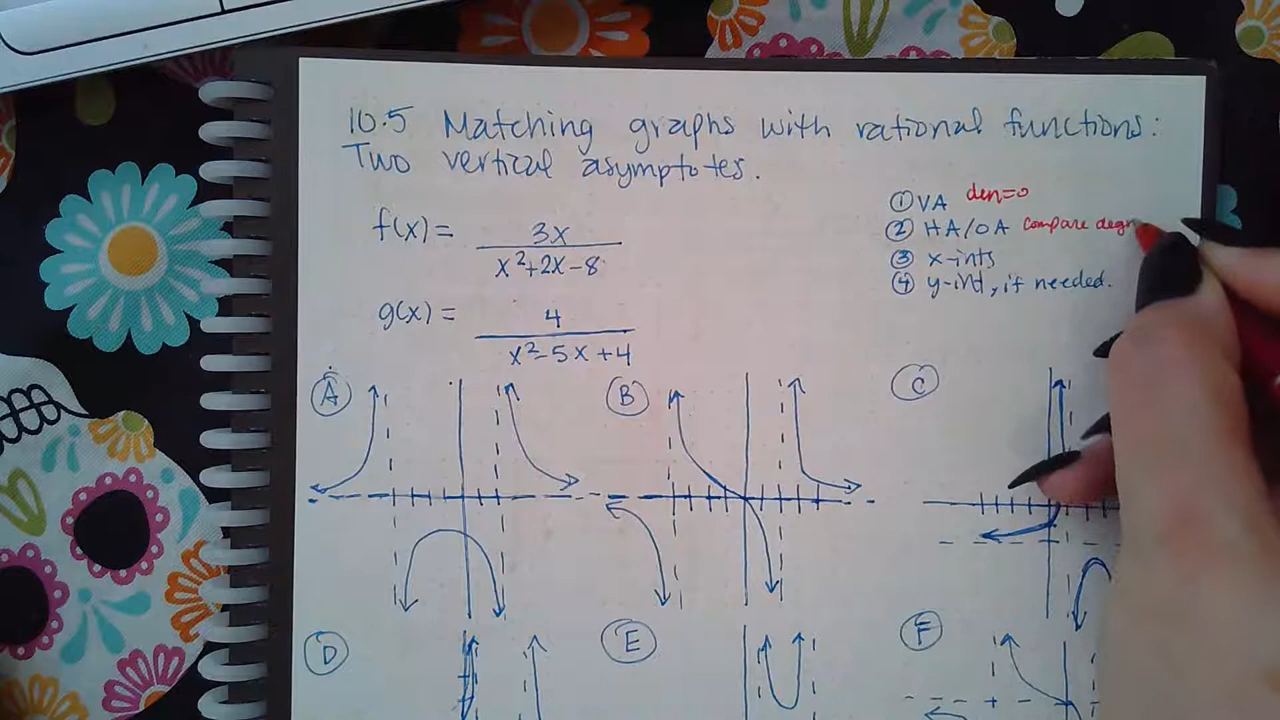 10.5 Matching graphs with rational functions:
Two vertical asymptotes.
① VA den=0
② HA/OA compare degr
③ x-ints
④ y-int, if needed.
f(x) = 3x
x²+2x-8
g(x) = 4
x²-5x+4
A
B
C
D
E
F